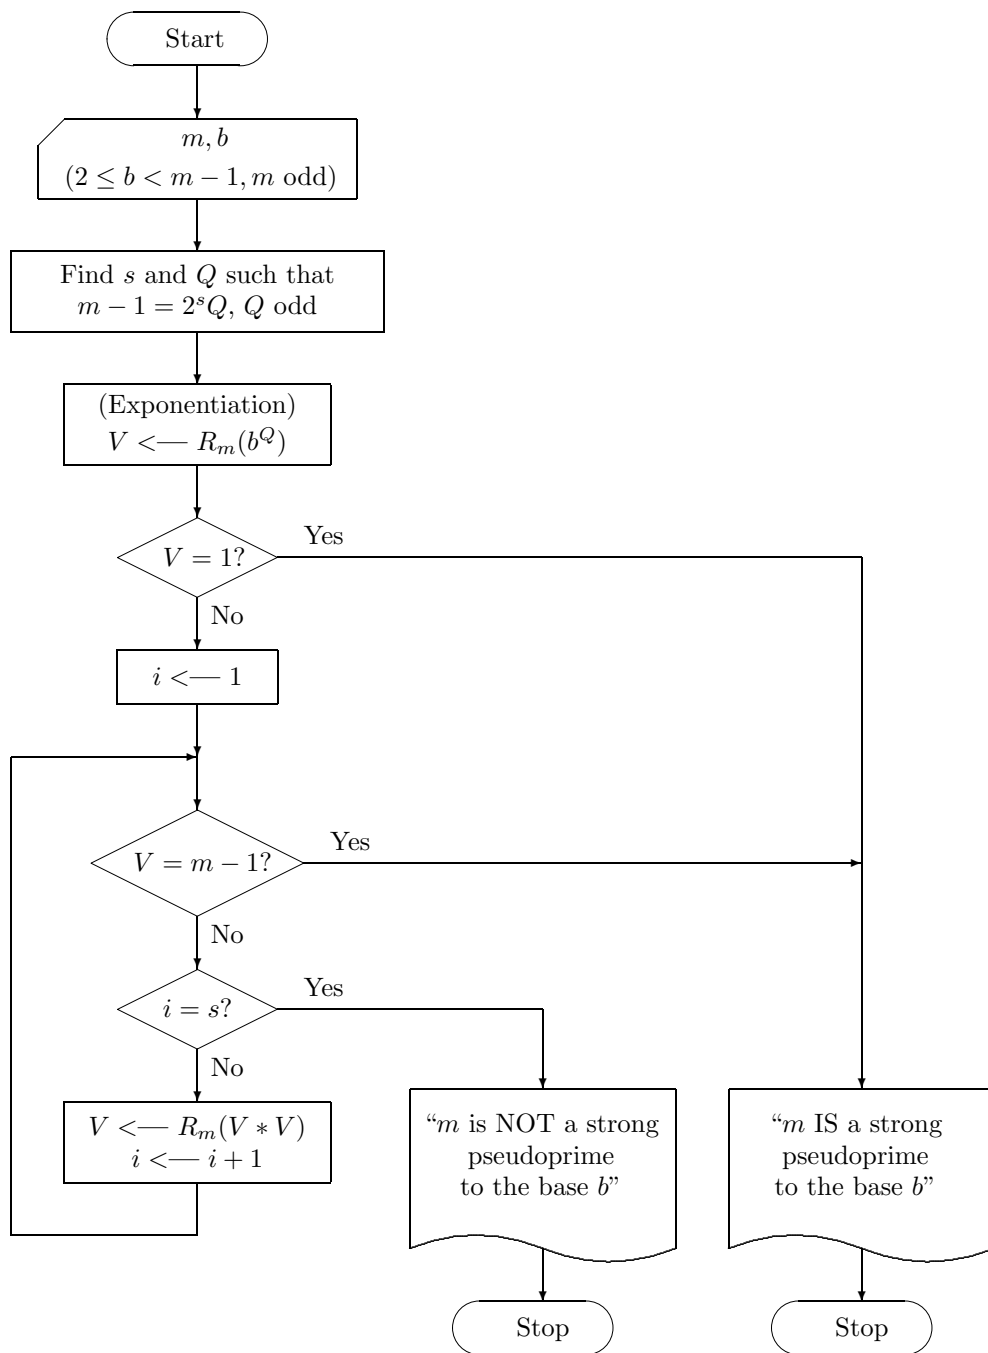 Start
m, b
(2 ≤ b < m − 1, m odd)
Find s and Q such that
m − 1 = 2^s Q, Q odd
(Exponentiation)
V <— R_m(b^Q)
Yes
V = 1?
No
i <— 1
Yes
V = m − 1?
No
Yes
i = s?
No
V <— R_m(V ∗ V)
i <— i + 1
“m is NOT a strong
pseudoprime
to the base b”
“m IS a strong
pseudoprime
to the base b”
Stop
Stop